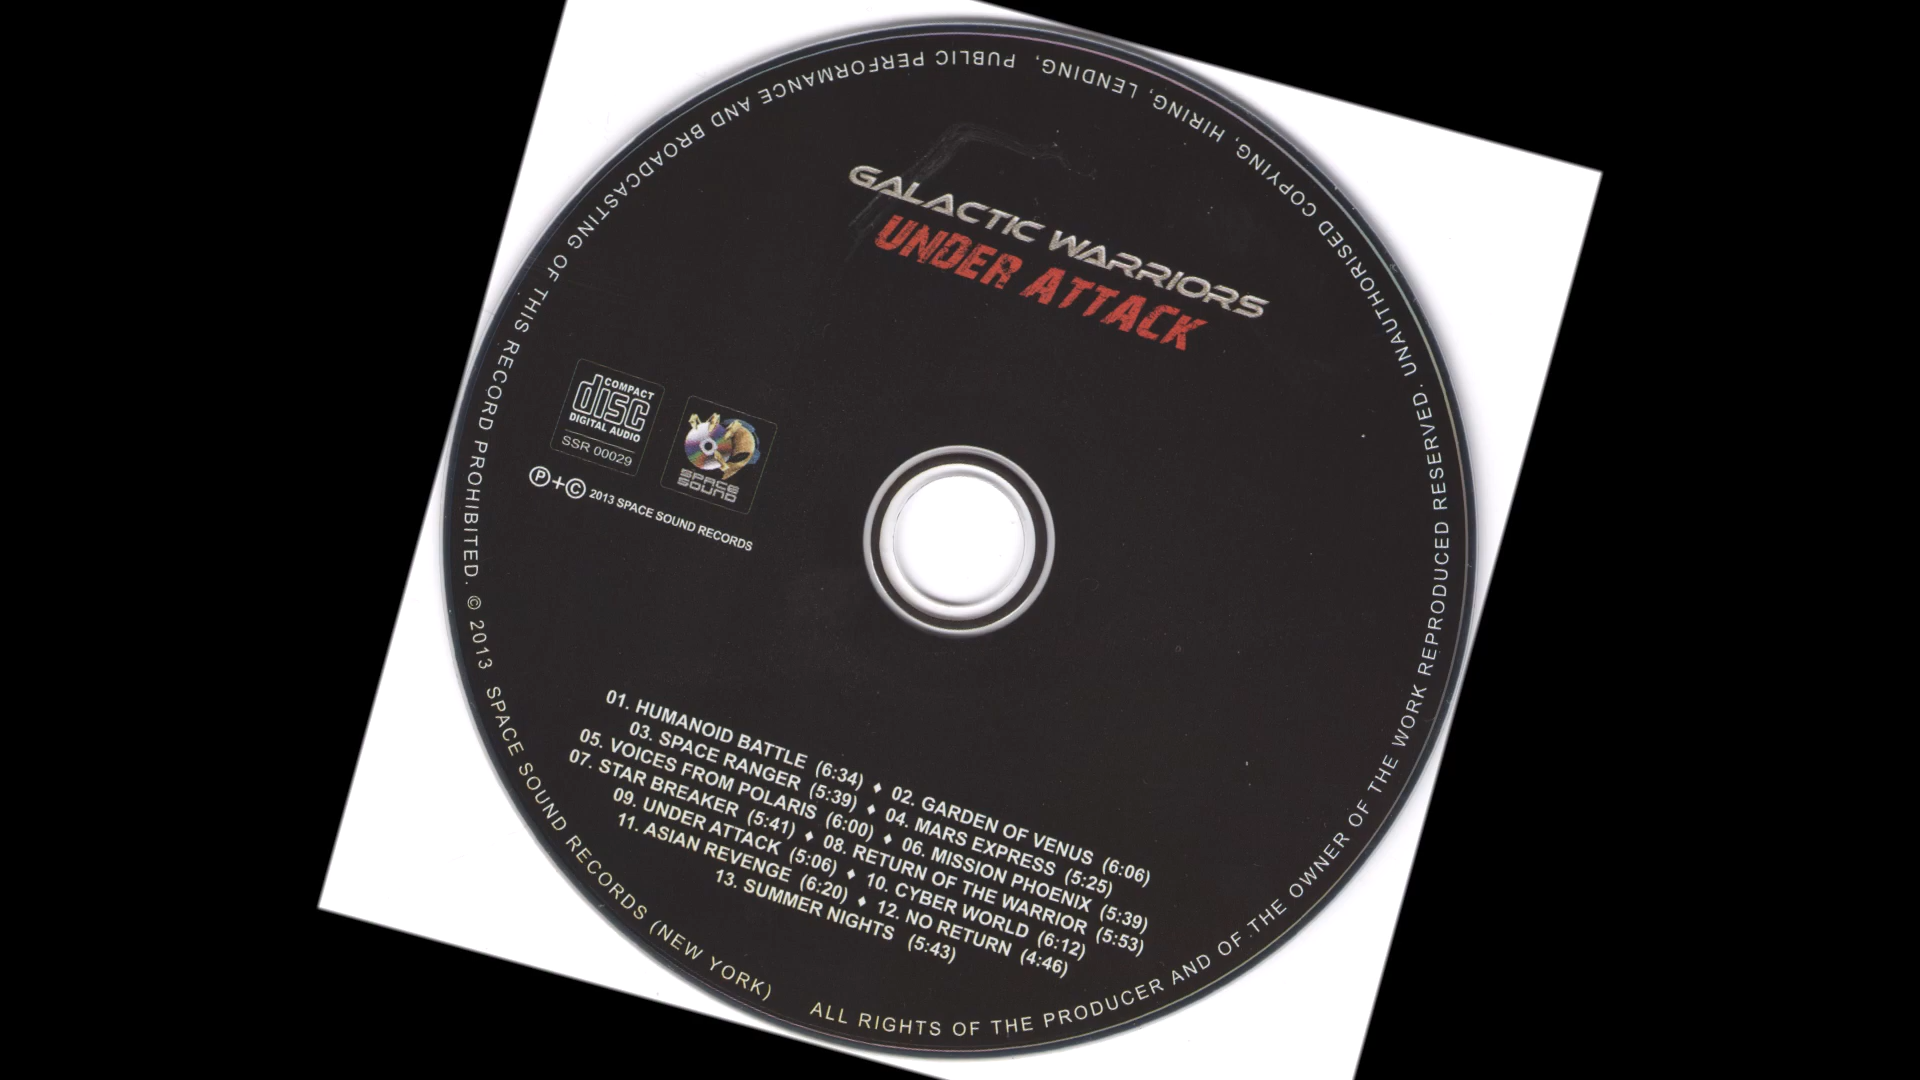 GALACTIC WARRIORS
UNDER ATTACK
COMPACT
disc
DIGITAL AUDIO
SSR 00029
SPACE
SOUND
Ⓟ+© 2013 SPACE SOUND RECORDS
01. HUMANOID BATTLE (6:34) ♦ 02. GARDEN OF VENUS (6:06)
03. SPACE RANGER (5:39) ♦ 04. MARS EXPRESS (5:25)
05. VOICES FROM POLARIS (6:00) ♦ 06. MISSION PHOENIX (5:39)
07. STAR BREAKER (5:41) ♦ 08. RETURN OF THE WARRIOR (5:53)
09. UNDER ATTACK (5:06) ♦ 10. CYBER WORLD (6:12)
11. ASIAN REVENGE (6:20) ♦ 12. NO RETURN (4:46)
13. SUMMER NIGHTS (5:43)
ALL RIGHTS OF THE PRODUCER AND OF THE OWNER OF THE WORK REPRODUCED RESERVED. UNAUTHORISED COPYING, HIRING, LENDING, PUBLIC PERFORMANCE AND BROADCASTING OF THIS RECORD PROHIBITED. © 2013 SPACE SOUND RECORDS (NEW YORK)